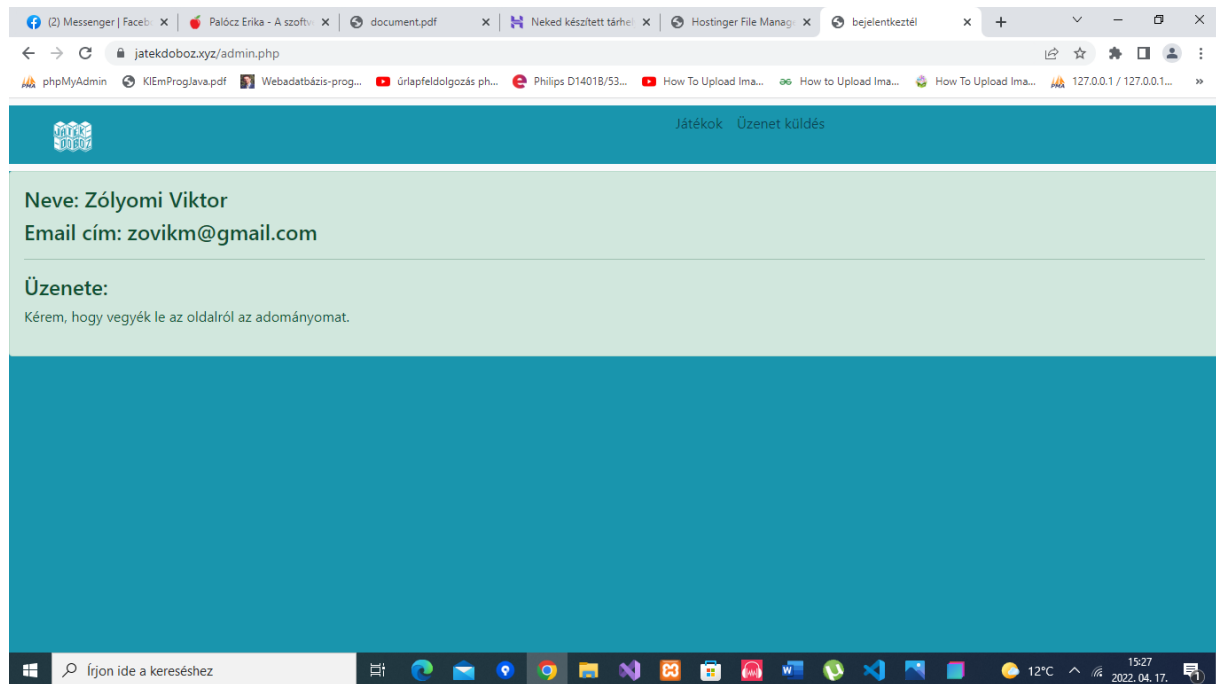 (2) Messenger | Faceb
Palócz Erika - A szoftv
document.pdf
Neked készített tárhel
Hostinger File Manag
bejelentkeztél
jatekdoboz.xyz/admin.php
phpMyAdmin
KIEmProgJava.pdf
Webadatbázis-prog...
űrlapfeldolgozás ph...
Philips D1401B/53...
How To Upload Ima...
How to Upload Ima...
How To Upload Ima...
127.0.0.1 / 127.0.0.1...
»
JÁTÉK
DOBOZ
Játékok Üzenet küldés
Neve: Zólyomi Viktor
Email cím: zovikm@gmail.com
Üzenete:
Kérem, hogy vegyék le az oldalról az adományomat.
Írjon ide a kereséshez
12°C
15:27
2022. 04. 17.
1